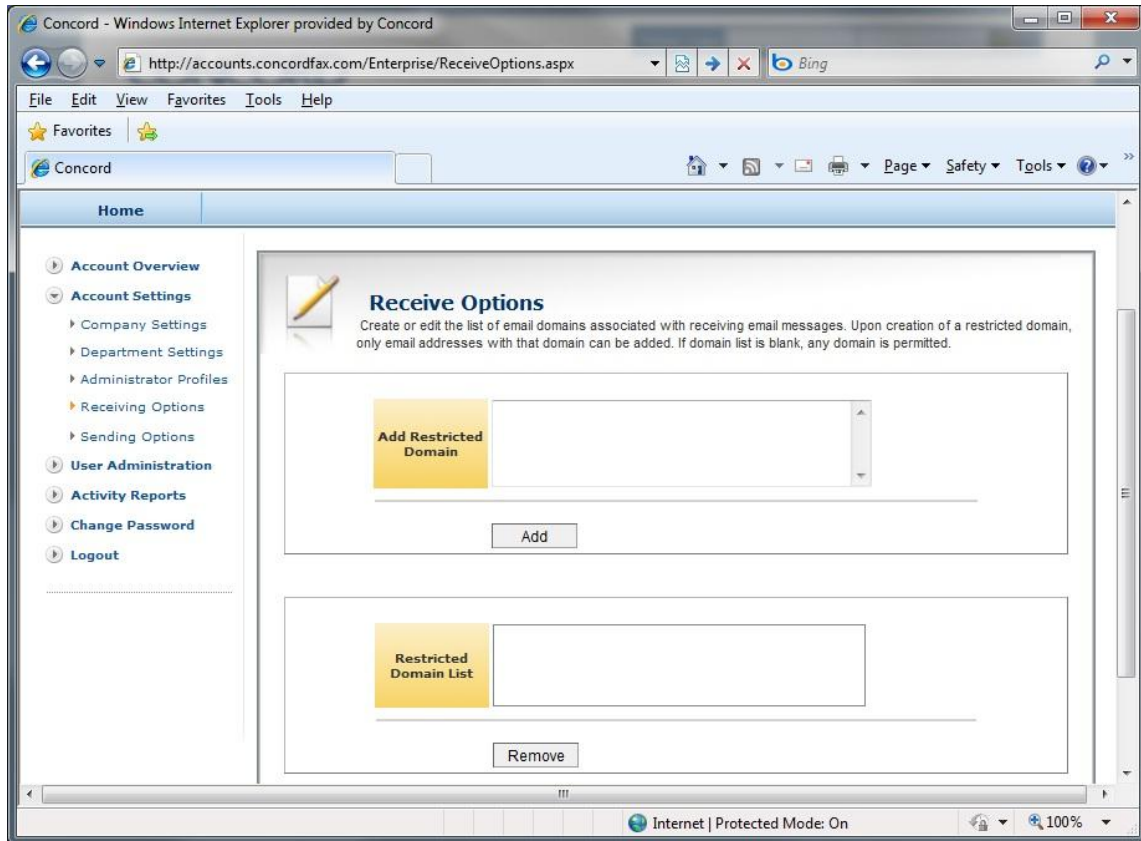 Concord - Windows Internet Explorer provided by Concord
http://accounts.concordfax.com/Enterprise/ReceiveOptions.aspx
Bing
File Edit View Favorites Tools Help
Favorites
Concord
Page Safety Tools
Home
Account Overview
Account Settings
Company Settings
Department Settings
Administrator Profiles
Receiving Options
Sending Options
User Administration
Activity Reports
Change Password
Logout
Receive Options
Create or edit the list of email domains associated with receiving email messages. Upon creation of a restricted domain,
only email addresses with that domain can be added. If domain list is blank, any domain is permitted.
Add Restricted
Domain
Add
Restricted
Domain List
Remove
Internet | Protected Mode: On
100%